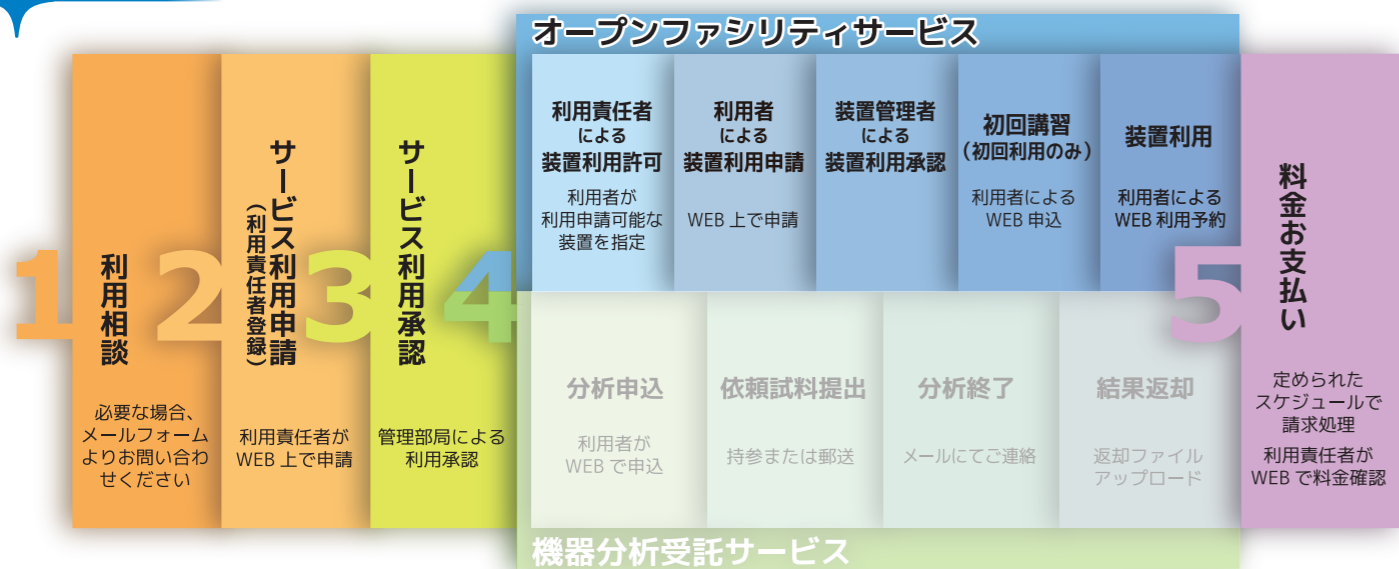 オープンファシリティサービス
1
利用相談
必要な場合、
メールフォーム
よりお問い合わ
せください
2
サービス利用申請
（利用責任者登録）
利用責任者が
WEB 上で申請
3
サービス利用承認
管理部局による
利用承認
4
利用責任者
による
装置利用許可
利用者が
利用申請可能な
装置を指定
利用者
による
装置利用申請
WEB 上で申請
装置管理者
による
装置利用承認
初回講習
（初回利用のみ）
利用者による
WEB 申込
装置利用
利用者による
WEB 利用予約
分析申込
利用者が
WEB で申込
依頼試料提出
持参または郵送
分析終了
メールにてご連絡
結果返却
返却ファイル
アップロード
機器分析受託サービス
5
料金お支払い
定められた
スケジュールで
請求処理
利用責任者が
WEB で料金確認